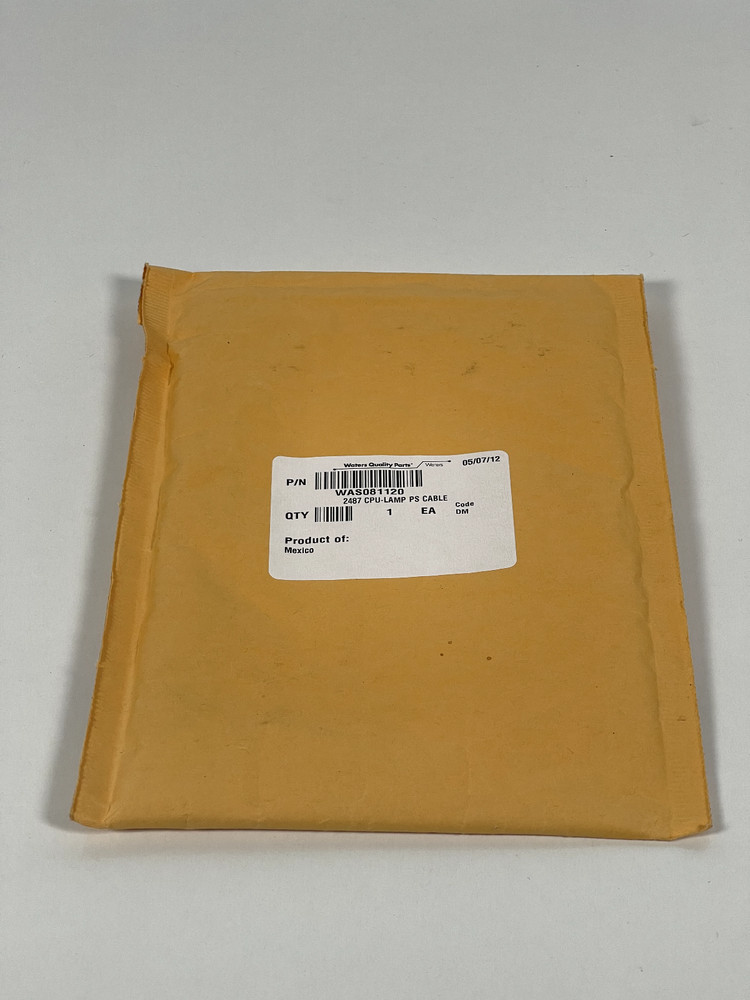 Waters Quality Parts® Waters 05/07/12
P/N
WAS081120
2487 CPU-LAMP PS CABLE
QTY 1 EA Code
DM
Product of:
Mexico